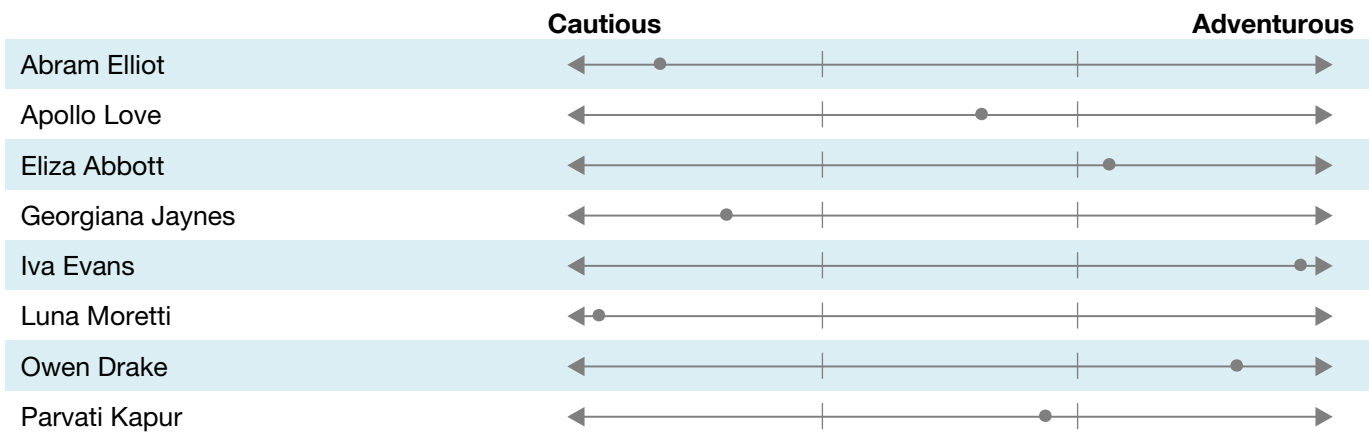 Cautious Adventurous
Abram Elliot
Apollo Love
Eliza Abbott
Georgiana Jaynes
Iva Evans
Luna Moretti
Owen Drake
Parvati Kapur